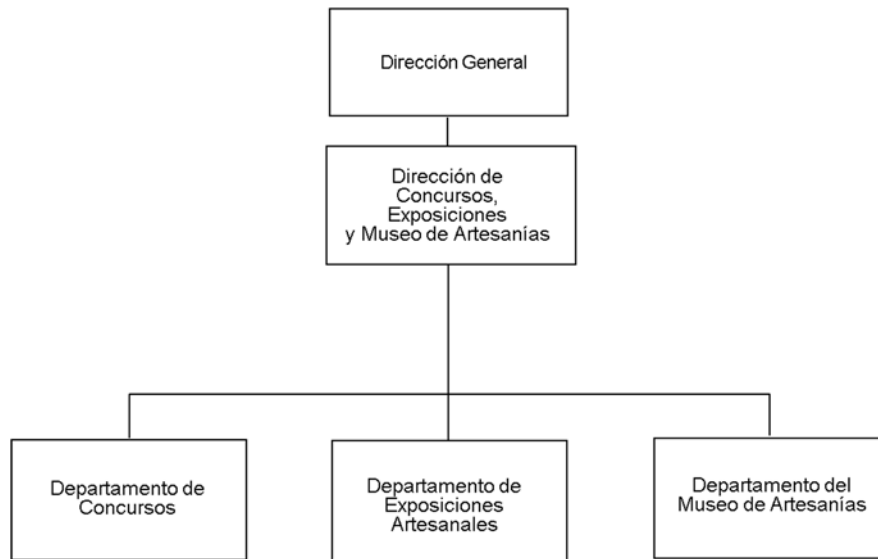 Dirección General
Dirección de
Concursos,
Exposiciones
y Museo de Artesanías
Departamento de
Concursos
Departamento de
Exposiciones
Artesanales
Departamento del
Museo de Artesanías